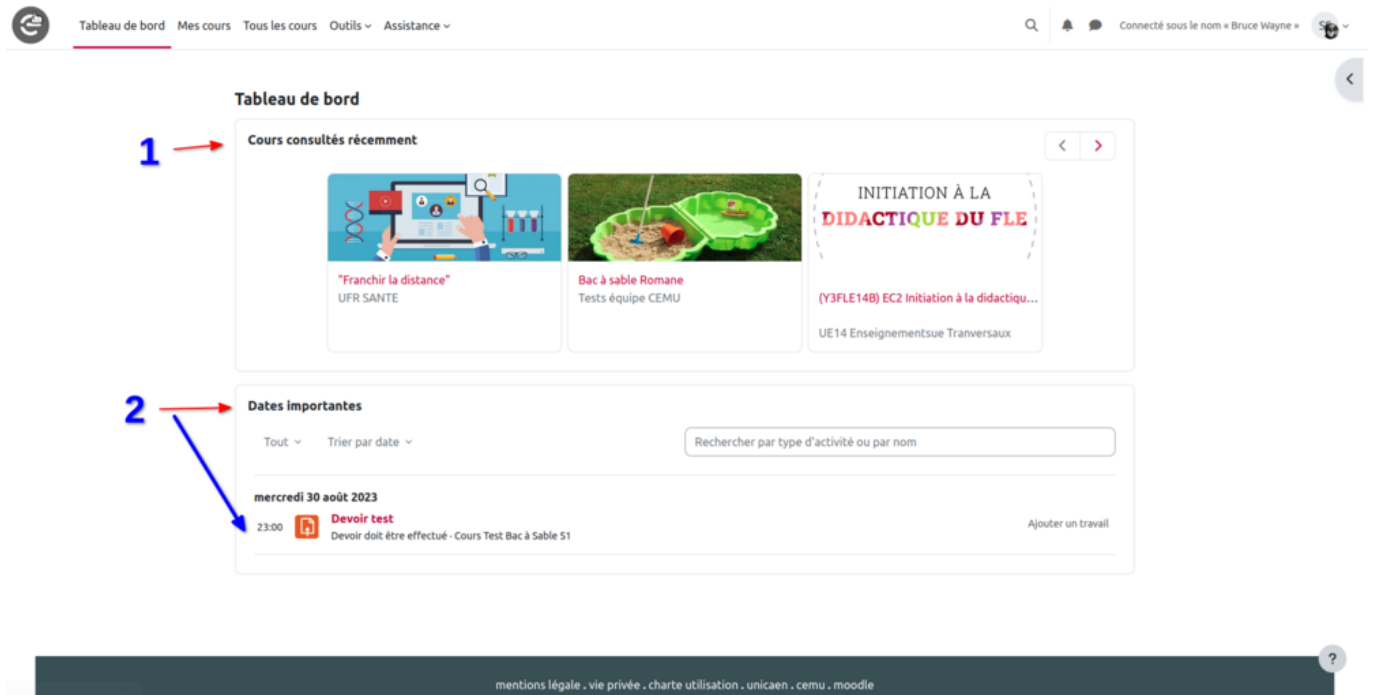 Tableau de bord Mes cours Tous les cours Outils Assistance Connecté sous le nom « Bruce Wayne »
Tableau de bord
1
Cours consultés récemment
INITIATION À LA
DIDACTIQUE DU FLE
"Franchir la distance"
UFR SANTE
Bac à sable Romane
Tests équipe CEMU
(Y3FLE14B) EC2 Initiation à la didactiqu...
UE14 Enseignementsue Tranversaux
2
Dates importantes
Tout Trier par date Rechercher par type d'activité ou par nom
mercredi 30 août 2023
23:00 Devoir test Ajouter un travail
Devoir doit être effectué · Cours Test Bac à Sable S1
?
mentions légale . vie privée . charte utilisation . unicaen . cemu . moodle